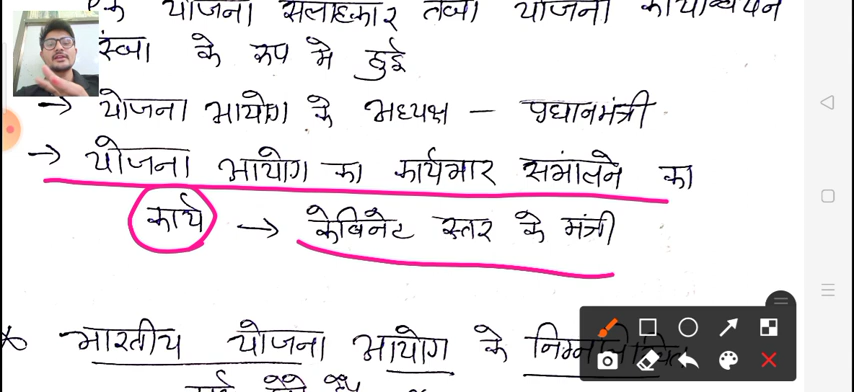 एक योजना सलाहकार तथा योजना कार्यान्वयन
संस्था के रूप मे हुई
→ योजना आयोग के अध्यक्ष – प्रधानमंत्री
→ योजना आयोग का कार्यभार संभालने का
कार्य → केबिनेट स्तर के मंत्री
* भारतीय योजना आयोग के